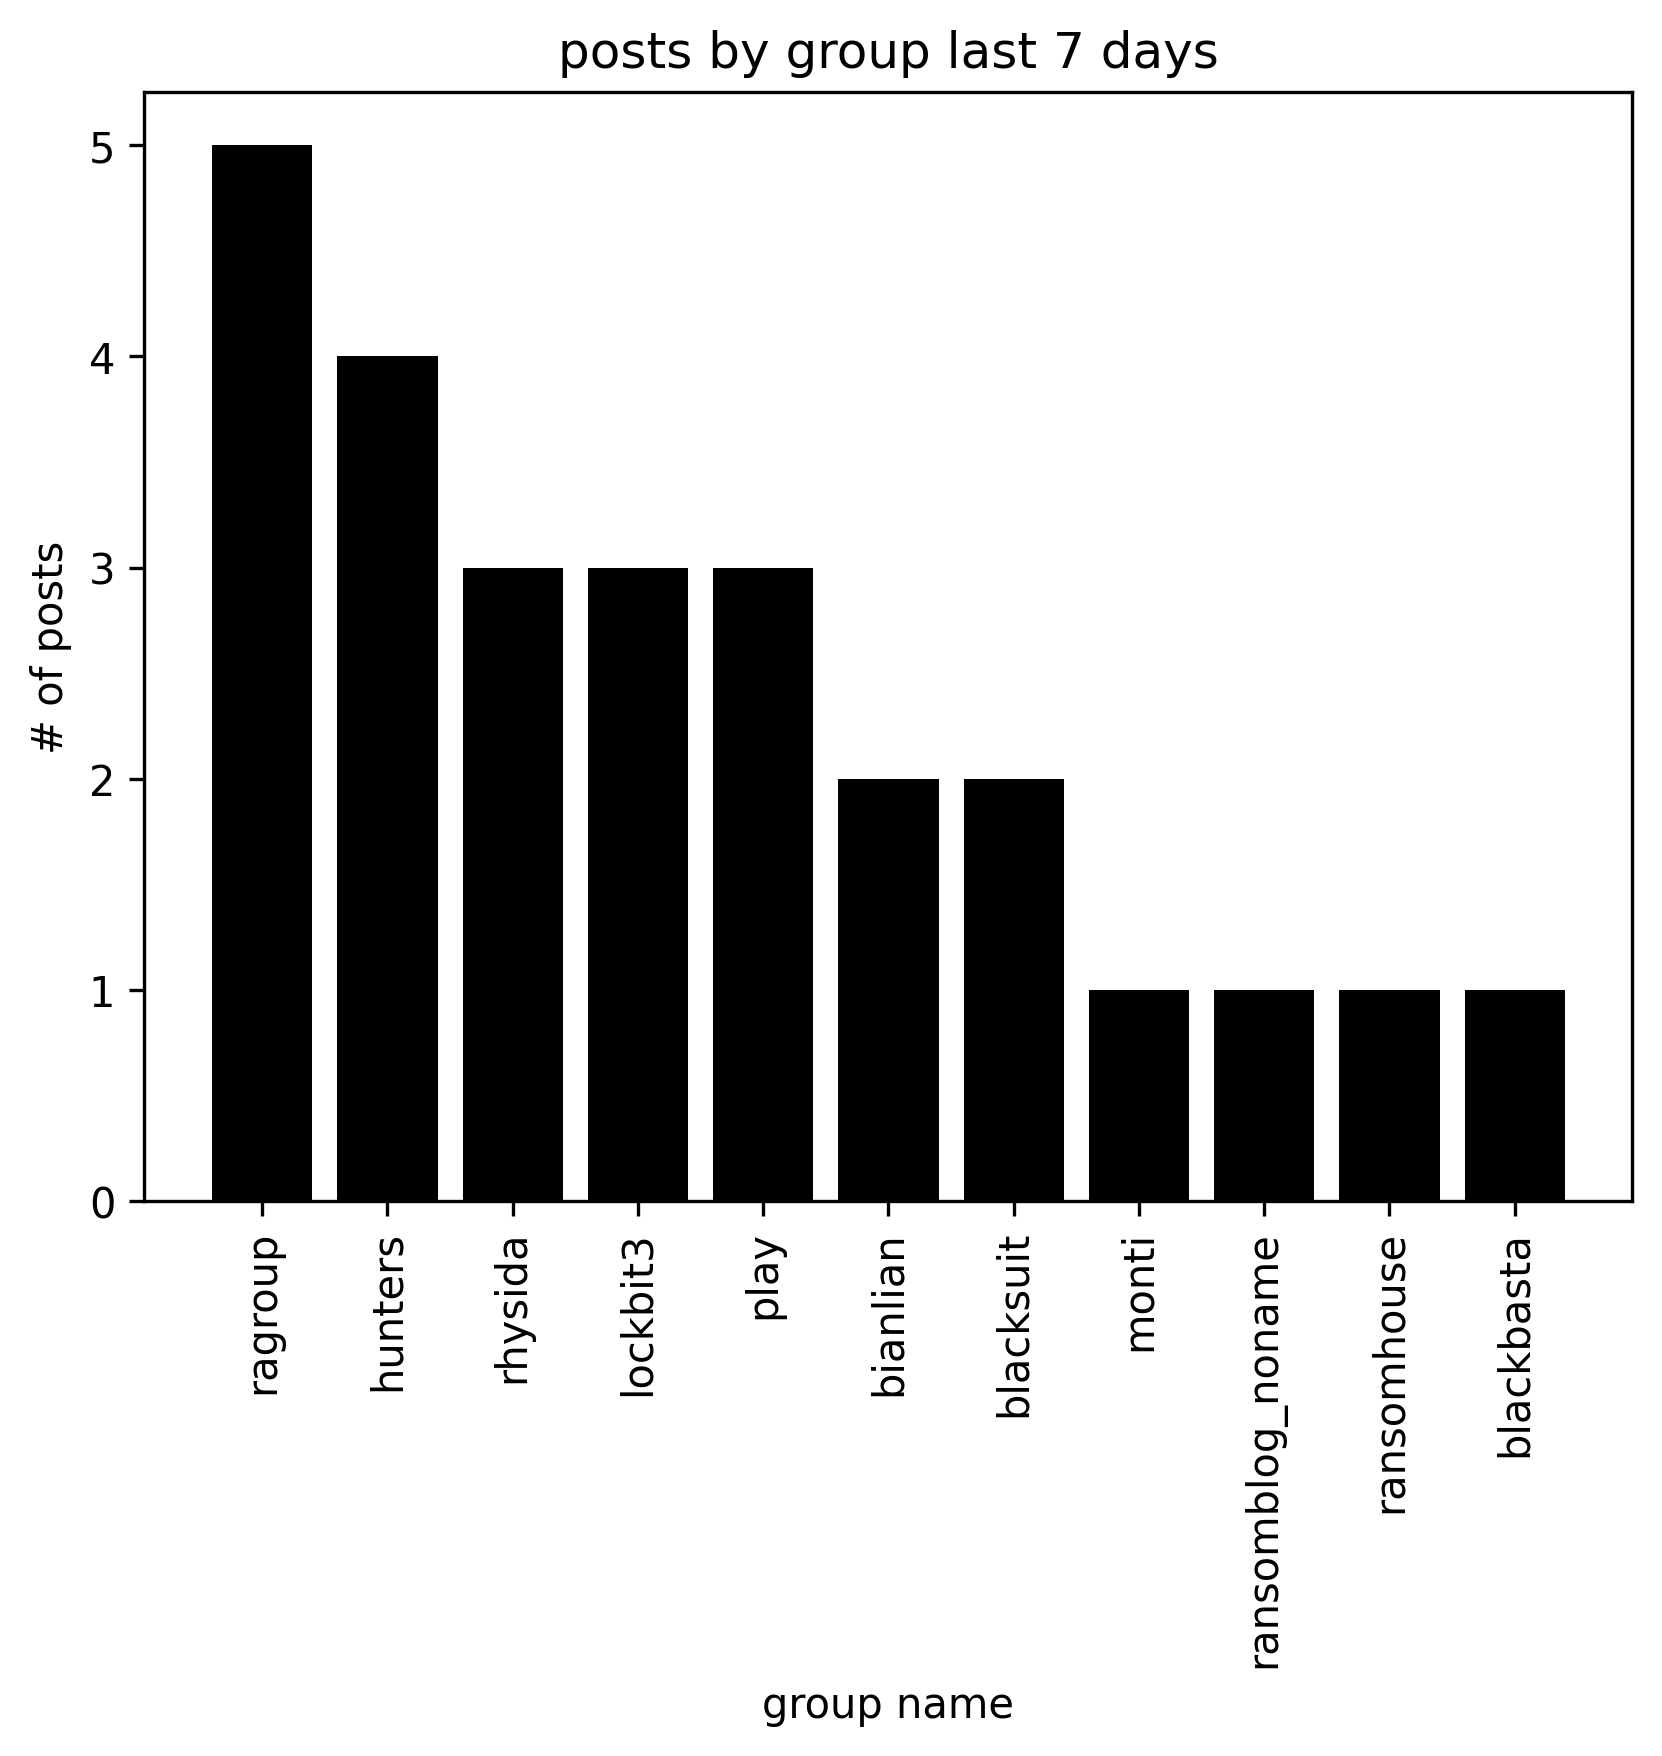 posts by group last 7 days
# of posts
5
4
3
2
1
0
ragroup
hunters
rhysida
lockbit3
play
bianlian
blacksuit
monti
ransomblog_noname
ransomhouse
blackbasta
group name